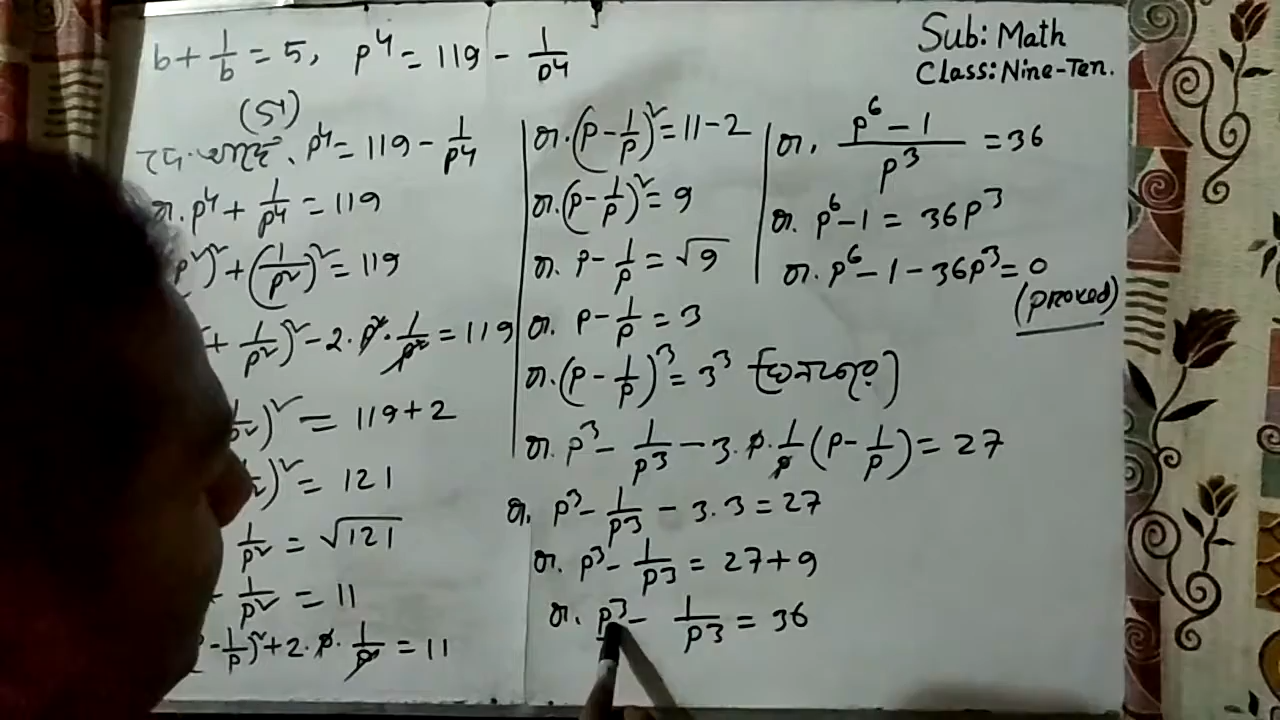 b + 1/b = 5, p⁴ = 119 - 1/p⁴
Sub: Math
Class: Nine-Ten.
p⁴ = 119 - 1/p⁴
বা. p⁴ + 1/p⁴ = 119
p²)² + (1/p²)² = 119
+ 1/p²)² - 2. p². 1/p² = 119
1/p²)² = 119 + 2
)² = 121
1/p² = √121
1/p² = 11
- 1/p)² + 2. p. 1/p = 11
বা. (p - 1/p)² = 11 - 2
বা. (p - 1/p)² = 9
বা. p - 1/p = √9
বা. p - 1/p = 3
বা. (p - 1/p)³ = 3³ [ঘন করে]
বা. p³ - 1/p³ - 3. p. 1/p (p - 1/p) = 27
বা, p³ - 1/p³ - 3. 3 = 27
বা. p³ - 1/p³ = 27 + 9
বা. p³ - 1/p³ = 36
বা, p⁶ - 1 / p³ = 36
বা. p⁶ - 1 = 36p³
বা. p⁶ - 1 - 36p³ = 0
(proved)